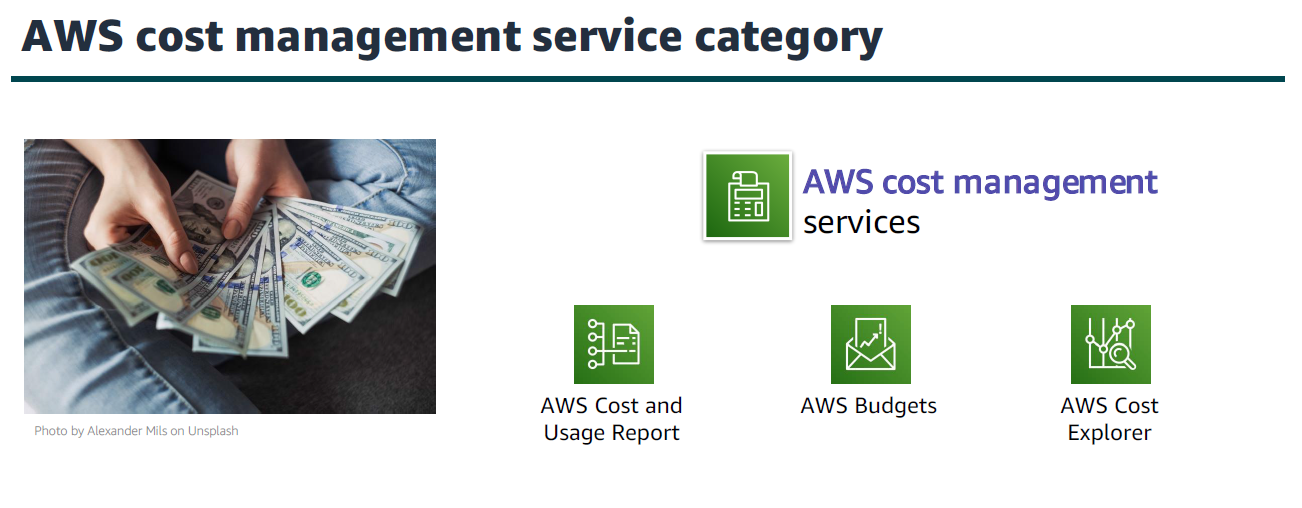 AWS cost management service category
AWS cost management
services
Photo by Alexander Mils on Unsplash
AWS Cost and
Usage Report
AWS Budgets
AWS Cost
Explorer